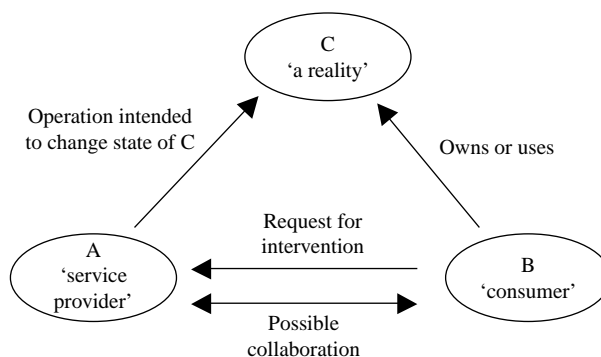 C
‘a reality’
Operation intended
to change state of C
Owns or uses
Request for
intervention
A
‘service
provider’
B
‘consumer’
Possible
collaboration